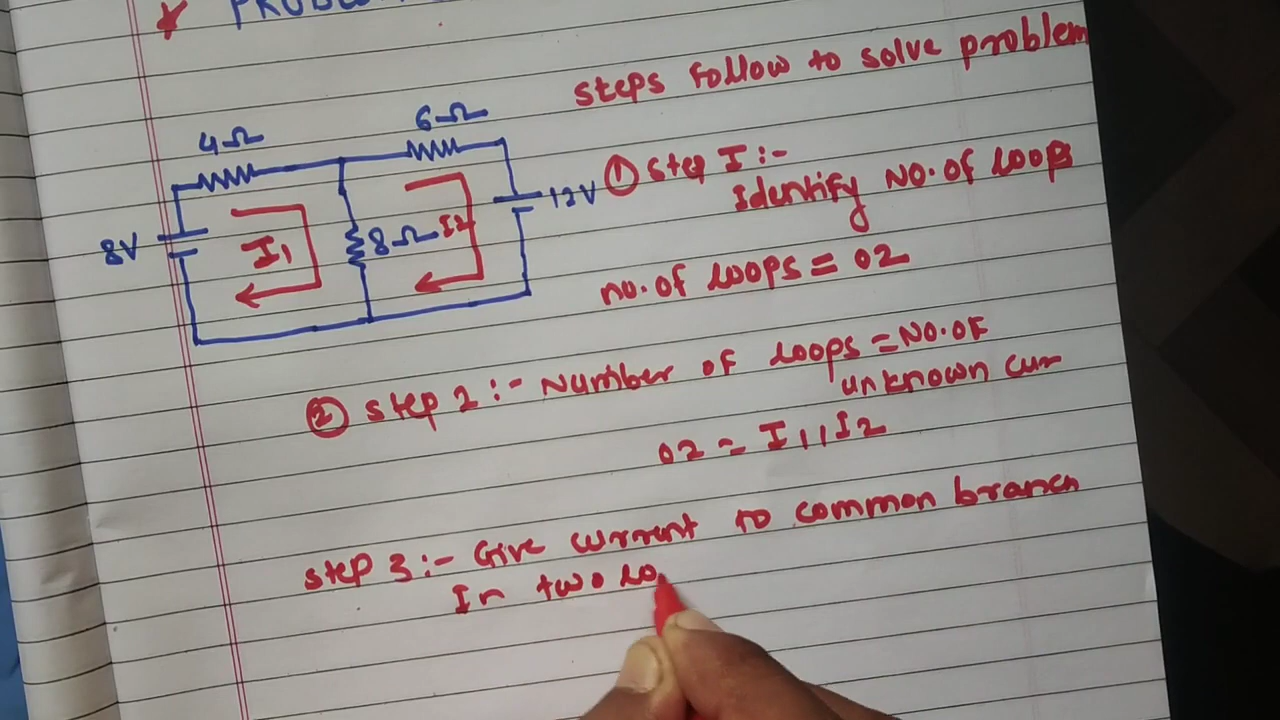 steps follow to solve problem
4Ω
6Ω
8V
I1
8Ω
I2
12V
① Step I :-
Identify NO. of loops
no. of loops = 02
② Step 2 :- Number of loops = No. of
unknown curr
02 = I1, I2
Step 3 :- Give current to common branch
In two lo